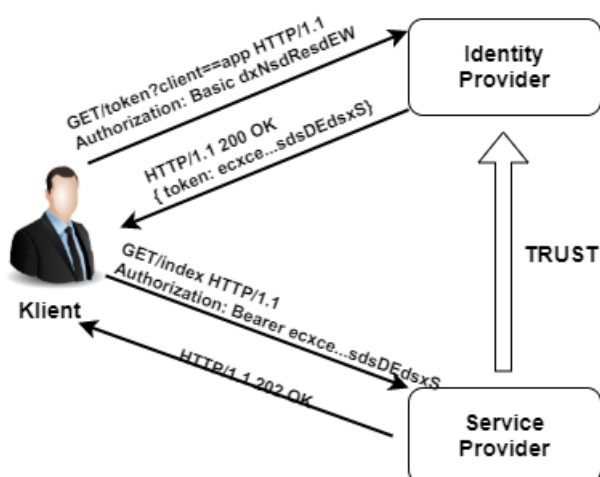 GET/token?client==app HTTP/1.1
Authorization: Basic dxNsdResdEW
Identity
Provider
HTTP/1.1 200 OK
{ token: ecxce...sdsDEdsxS}
TRUST
Klient
GET/index HTTP/1.1
Authorization: Bearer ecxce...sdsDEdsxS
HTTP/1.1 202 OK
Service
Provider